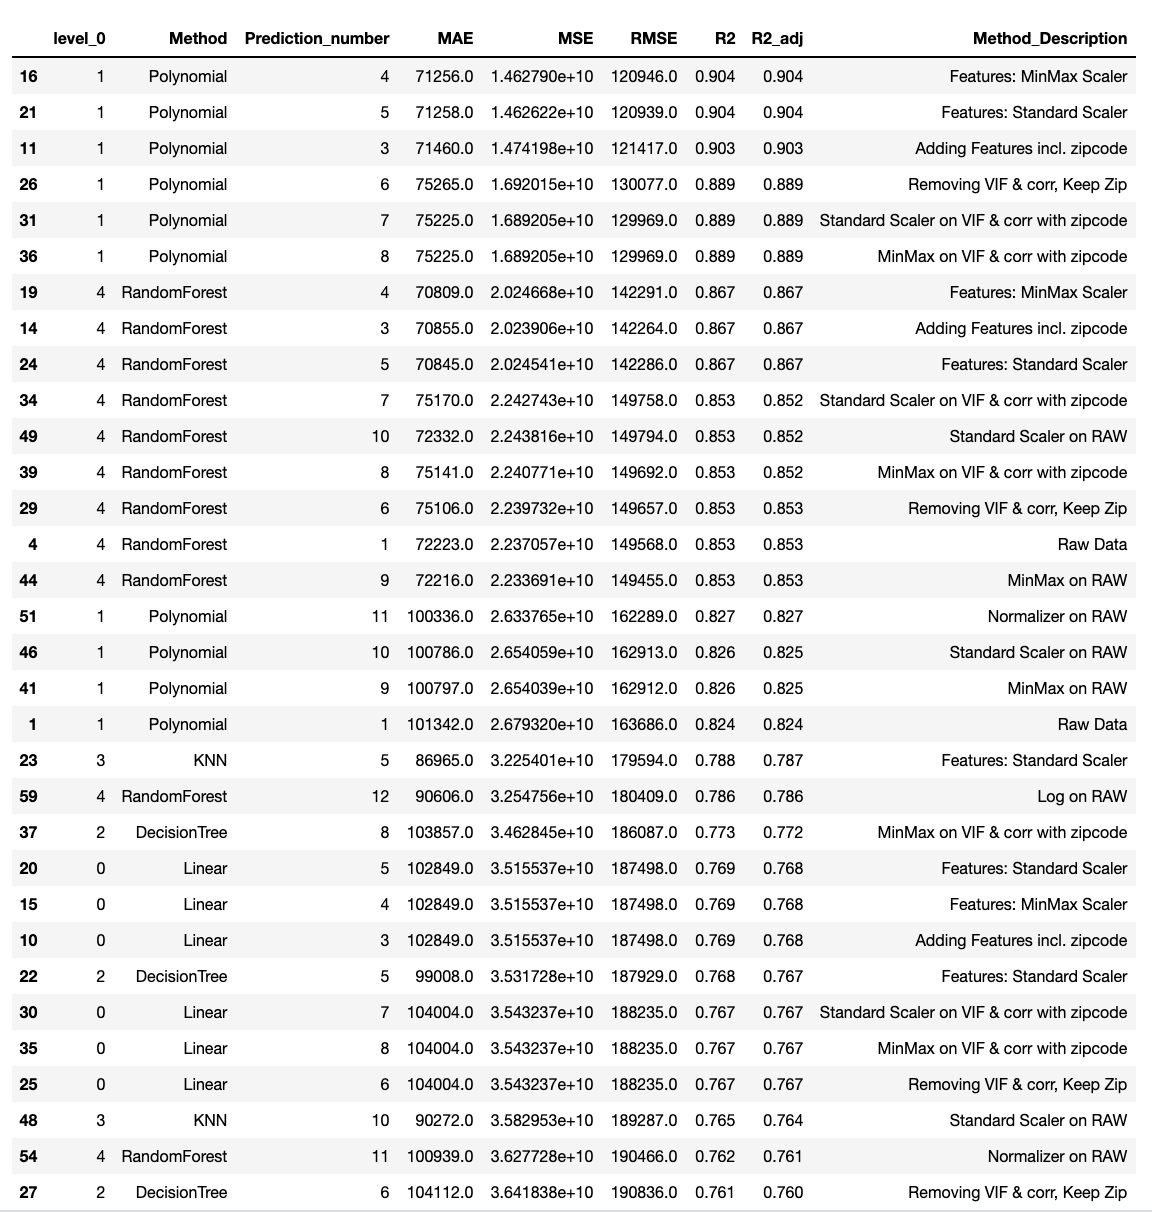 level_0 Method Prediction_number MAE MSE RMSE R2 R2_adj Method_Description
16 1 Polynomial 4 71256.0 1.462790e+10 120946.0 0.904 0.904 Features: MinMax Scaler
21 1 Polynomial 5 71258.0 1.462622e+10 120939.0 0.904 0.904 Features: Standard Scaler
11 1 Polynomial 3 71460.0 1.474198e+10 121417.0 0.903 0.903 Adding Features incl. zipcode
26 1 Polynomial 6 75265.0 1.692015e+10 130077.0 0.889 0.889 Removing VIF & corr, Keep Zip
31 1 Polynomial 7 75225.0 1.689205e+10 129969.0 0.889 0.889 Standard Scaler on VIF & corr with zipcode
36 1 Polynomial 8 75225.0 1.689205e+10 129969.0 0.889 0.889 MinMax on VIF & corr with zipcode
19 4 RandomForest 4 70809.0 2.024668e+10 142291.0 0.867 0.867 Features: MinMax Scaler
14 4 RandomForest 3 70855.0 2.023906e+10 142264.0 0.867 0.867 Adding Features incl. zipcode
24 4 RandomForest 5 70845.0 2.024541e+10 142286.0 0.867 0.867 Features: Standard Scaler
34 4 RandomForest 7 75170.0 2.242743e+10 149758.0 0.853 0.852 Standard Scaler on VIF & corr with zipcode
49 4 RandomForest 10 72332.0 2.243816e+10 149794.0 0.853 0.852 Standard Scaler on RAW
39 4 RandomForest 8 75141.0 2.240771e+10 149692.0 0.853 0.852 MinMax on VIF & corr with zipcode
29 4 RandomForest 6 75106.0 2.239732e+10 149657.0 0.853 0.853 Removing VIF & corr, Keep Zip
4 4 RandomForest 1 72223.0 2.237057e+10 149568.0 0.853 0.853 Raw Data
44 4 RandomForest 9 72216.0 2.233691e+10 149455.0 0.853 0.853 MinMax on RAW
51 1 Polynomial 11 100336.0 2.633765e+10 162289.0 0.827 0.827 Normalizer on RAW
46 1 Polynomial 10 100786.0 2.654059e+10 162913.0 0.826 0.825 Standard Scaler on RAW
41 1 Polynomial 9 100797.0 2.654039e+10 162912.0 0.826 0.825 MinMax on RAW
1 1 Polynomial 1 101342.0 2.679320e+10 163686.0 0.824 0.824 Raw Data
23 3 KNN 5 86965.0 3.225401e+10 179594.0 0.788 0.787 Features: Standard Scaler
59 4 RandomForest 12 90606.0 3.254756e+10 180409.0 0.786 0.786 Log on RAW
37 2 DecisionTree 8 103857.0 3.462845e+10 186087.0 0.773 0.772 MinMax on VIF & corr with zipcode
20 0 Linear 5 102849.0 3.515537e+10 187498.0 0.769 0.768 Features: Standard Scaler
15 0 Linear 4 102849.0 3.515537e+10 187498.0 0.769 0.768 Features: MinMax Scaler
10 0 Linear 3 102849.0 3.515537e+10 187498.0 0.769 0.768 Adding Features incl. zipcode
22 2 DecisionTree 5 99008.0 3.531728e+10 187929.0 0.768 0.767 Features: Standard Scaler
30 0 Linear 7 104004.0 3.543237e+10 188235.0 0.767 0.767 Standard Scaler on VIF & corr with zipcode
35 0 Linear 8 104004.0 3.543237e+10 188235.0 0.767 0.767 MinMax on VIF & corr with zipcode
25 0 Linear 6 104004.0 3.543237e+10 188235.0 0.767 0.767 Removing VIF & corr, Keep Zip
48 3 KNN 10 90272.0 3.582953e+10 189287.0 0.765 0.764 Standard Scaler on RAW
54 4 RandomForest 11 100939.0 3.627728e+10 190466.0 0.762 0.761 Normalizer on RAW
27 2 DecisionTree 6 104112.0 3.641838e+10 190836.0 0.761 0.760 Removing VIF & corr, Keep Zip